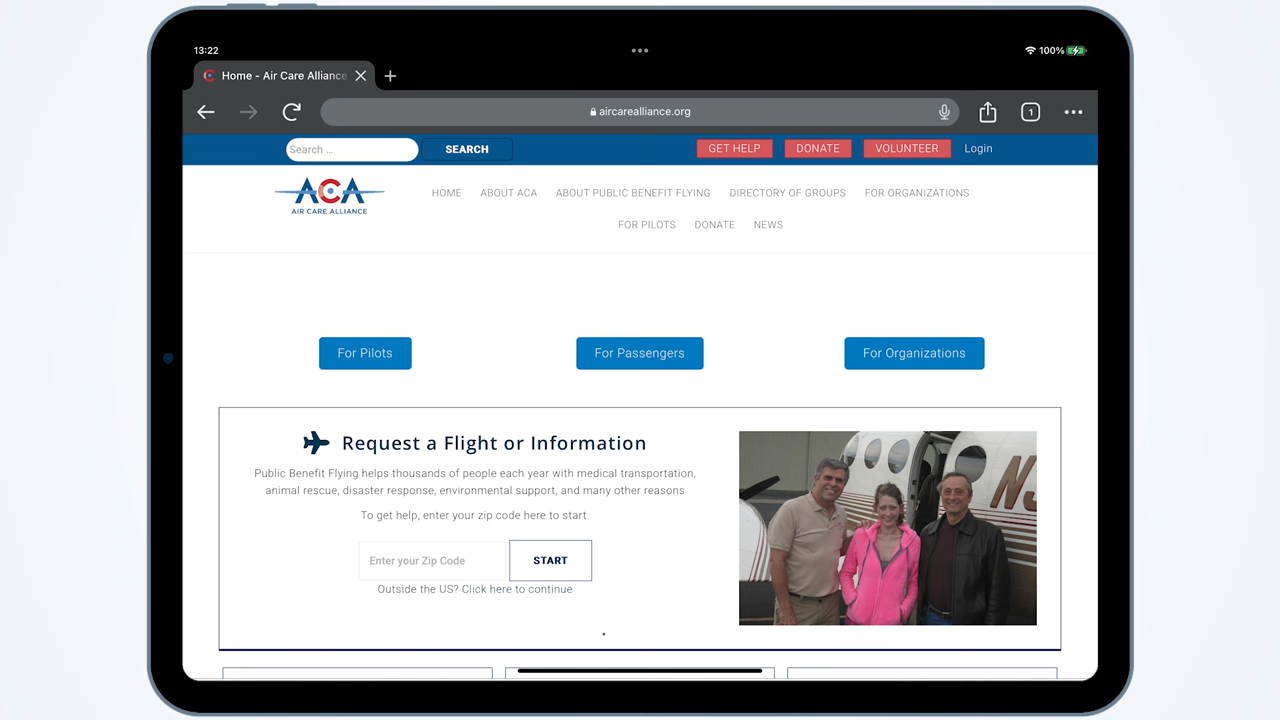 13:22
100%
Home - Air Care Alliance
aircarealliance.org
1
Search ...
SEARCH
GET HELP
DONATE
VOLUNTEER
Login
ACA
AIR CARE ALLIANCE
HOME
ABOUT ACA
ABOUT PUBLIC BENEFIT FLYING
DIRECTORY OF GROUPS
FOR ORGANIZATIONS
FOR PILOTS
DONATE
NEWS
For Pilots
For Passengers
For Organizations
Request a Flight or Information
Public Benefit Flying helps thousands of people each year with medical transportation,
animal rescue, disaster response, environmental support, and many other reasons
To get help, enter your zip code here to start.
Enter your Zip Code
START
Outside the US? Click here to continue